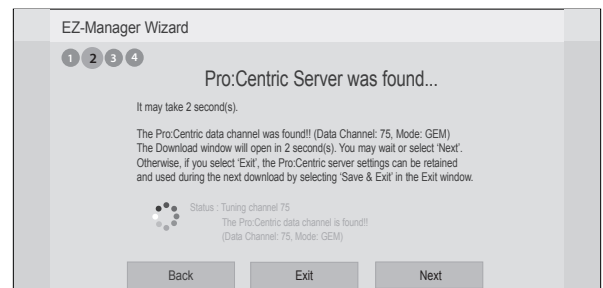 EZ-Manager Wizard
1 2 3 4
Pro:Centric Server was found...
It may take 2 second(s).
The Pro:Centric data channel was found!! (Data Channel: 75, Mode: GEM)
The Download window will open in 2 second(s). You may wait or select ‘Next’.
Otherwise, if you select ‘Exit’, the Pro:Centric server settings can be retained
and used during the next download by selecting ‘Save & Exit’ in the Exit window.
Status : Tuning channel 75
The Pro:Centric data channel is found!!
(Data Channel: 75, Mode: GEM)
Back Exit Next